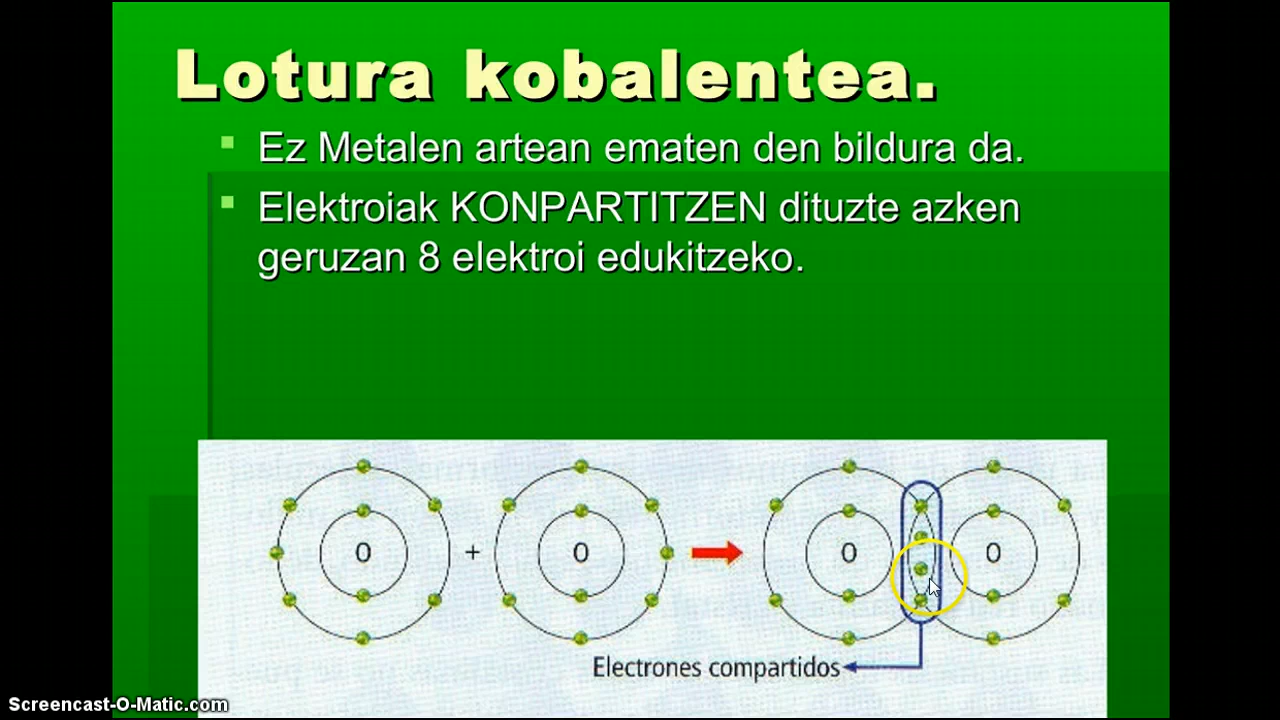 Lotura kobalentea.
Ez Metalen artean ematen den bildura da.
Elektroiak KONPARTITZEN dituzte azken
geruzan 8 elektroi edukitzeko.
O + O O O
Electrones compartidos
Screencast-O-Matic.com